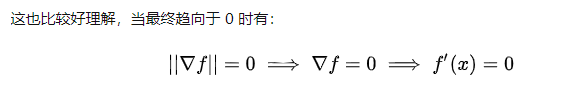 这也比较好理解，当最终趋向于 0 时有：
||∇f|| = 0 ⟹ ∇f = 0 ⟹ f′(x) = 0